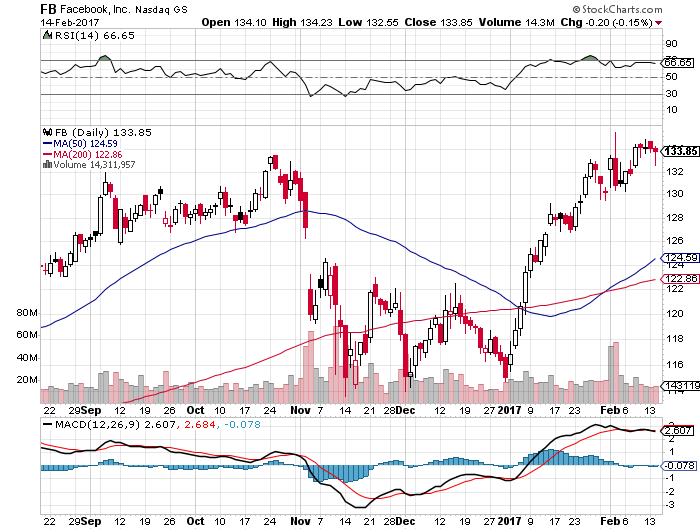 FB Facebook, Inc. Nasdaq GS © StockCharts.com
14-Feb-2017 Open 134.10 High 134.23 Low 132.55 Close 133.85 Volume 14.3M Chg -0.20 (-0.15%)
RSI(14) 66.65
90
70
66.65
50
30
10
FB (Daily) 133.85
MA(50) 124.59
MA(200) 122.86
Volume 14,311,957
133.85
132
130
128
126
124.59
124
122.86
120
118
116
114
80M
60M
40M
20M
143119
22 29 Sep 12 19 26 Oct 10 17 24 Nov 7 14 21 28 Dec 12 19 27 2017 9 17 23 Feb 6 13
MACD(12,26,9) 2.607, 2.684, -0.078
2.607
2
1
-0.078
-1
-2
-3
22 29 Sep 12 19 26 Oct 10 17 24 Nov 7 14 21 28 Dec 12 19 27 2017 9 17 23 Feb 6 13